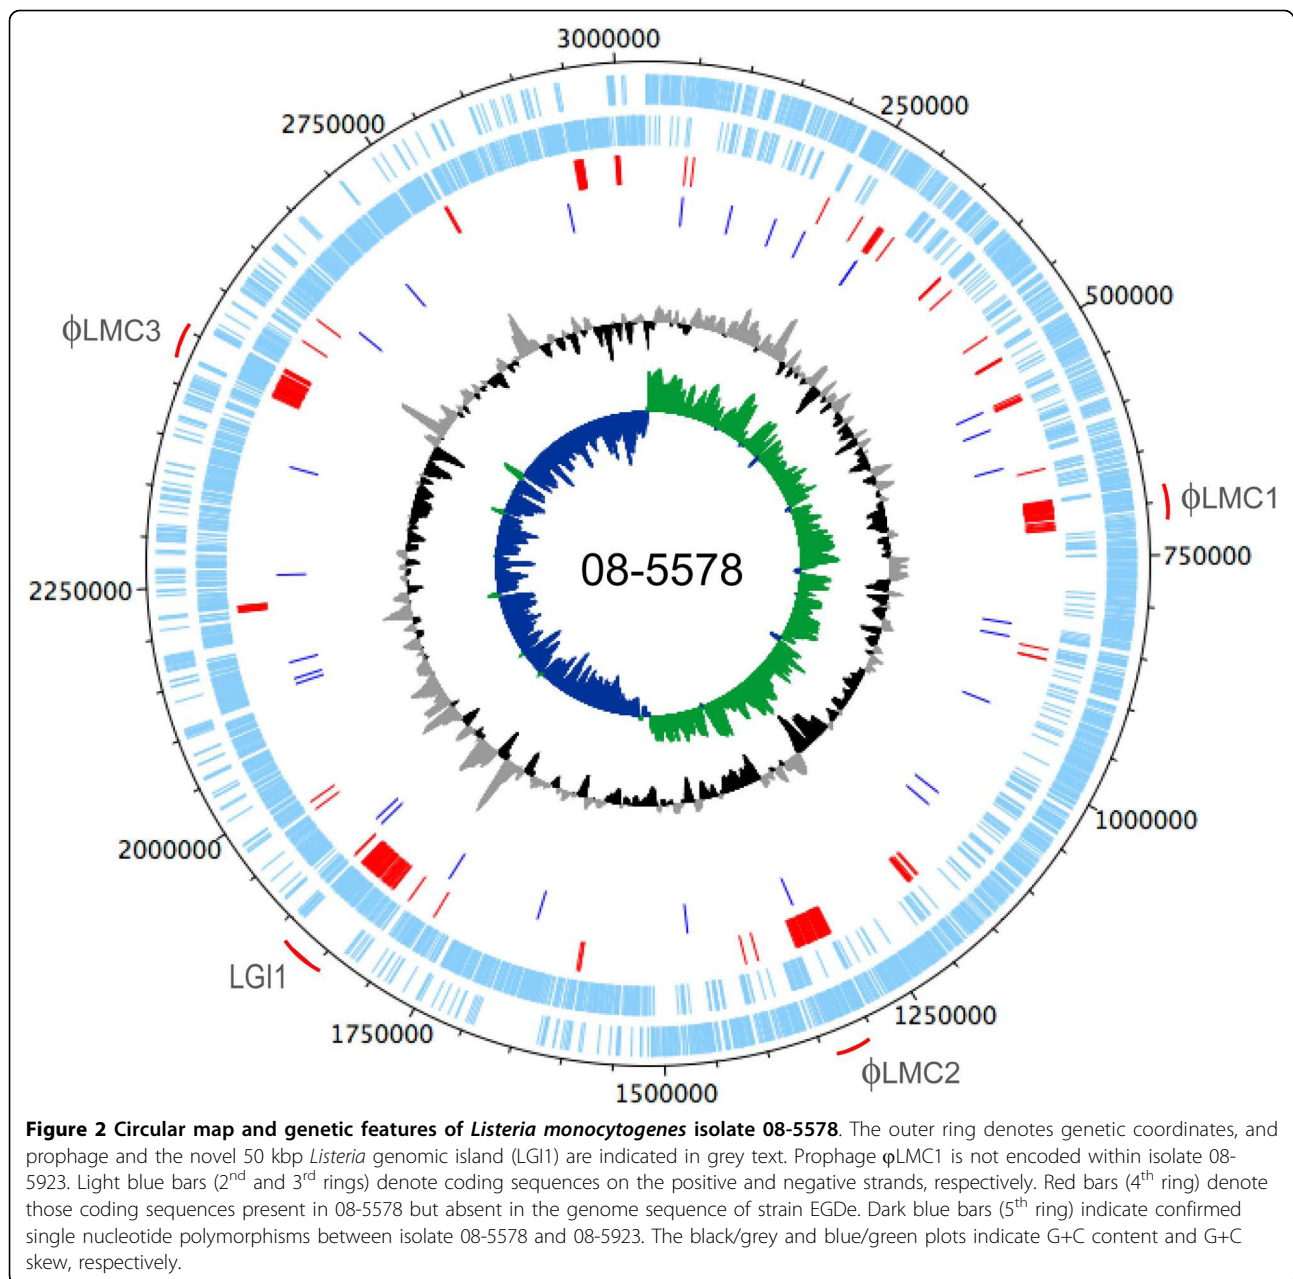 3000000
2750000
250000
500000
ϕLMC3
ϕLMC1
750000
08-5578
2250000
1000000
2000000
LGI1
1750000
1250000
ϕLMC2
1500000
Figure 2 Circular map and genetic features of Listeria monocytogenes isolate 08-5578. The outer ring denotes genetic coordinates, and
prophage and the novel 50 kbp Listeria genomic island (LGI1) are indicated in grey text. Prophage φLMC1 is not encoded within isolate 08-
5923. Light blue bars (2nd and 3rd rings) denote coding sequences on the positive and negative strands, respectively. Red bars (4th ring) denote
those coding sequences present in 08-5578 but absent in the genome sequence of strain EGDe. Dark blue bars (5th ring) indicate confirmed
single nucleotide polymorphisms between isolate 08-5578 and 08-5923. The black/grey and blue/green plots indicate G+C content and G+C
skew, respectively.